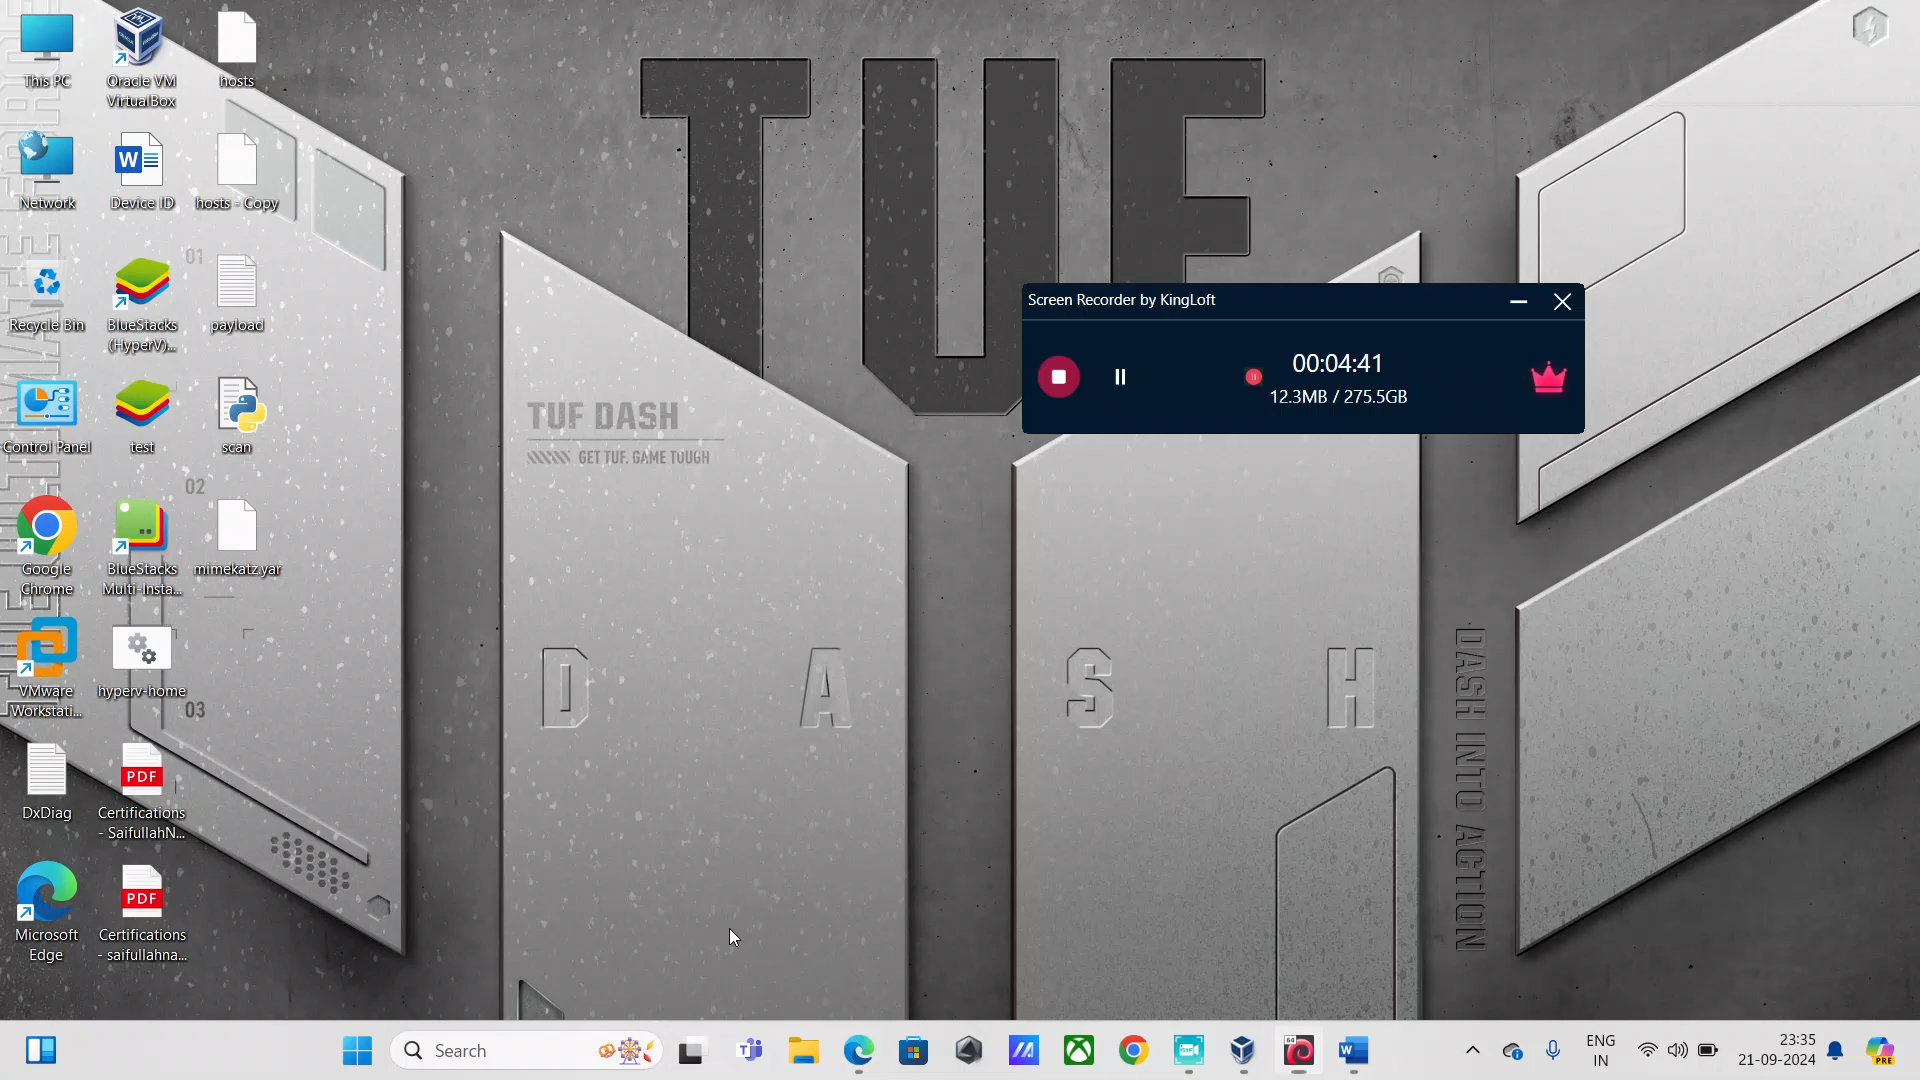 This PC
Oracle VM
VirtualBox
hosts
Network
Device ID
hosts - Copy
Recycle Bin
BlueStacks
(HyperV)...
payload
Control Panel
test
scan
Google
Chrome
BlueStacks
Multi-Insta...
mimekatz.yar
VMware
Workstati...
hyperv-home
DxDiag
Certifications
- SaifullahN...
Microsoft
Edge
Certifications
- saifullahna...
01
02
03
TUF
TUF DASH
GET TUF. GAME TOUGH
D A S H
DASH INTO ACTION
Screen Recorder by KingLoft
00:04:41
12.3MB / 275.5GB
Search
ENG
IN
23:35
21-09-2024
PRE